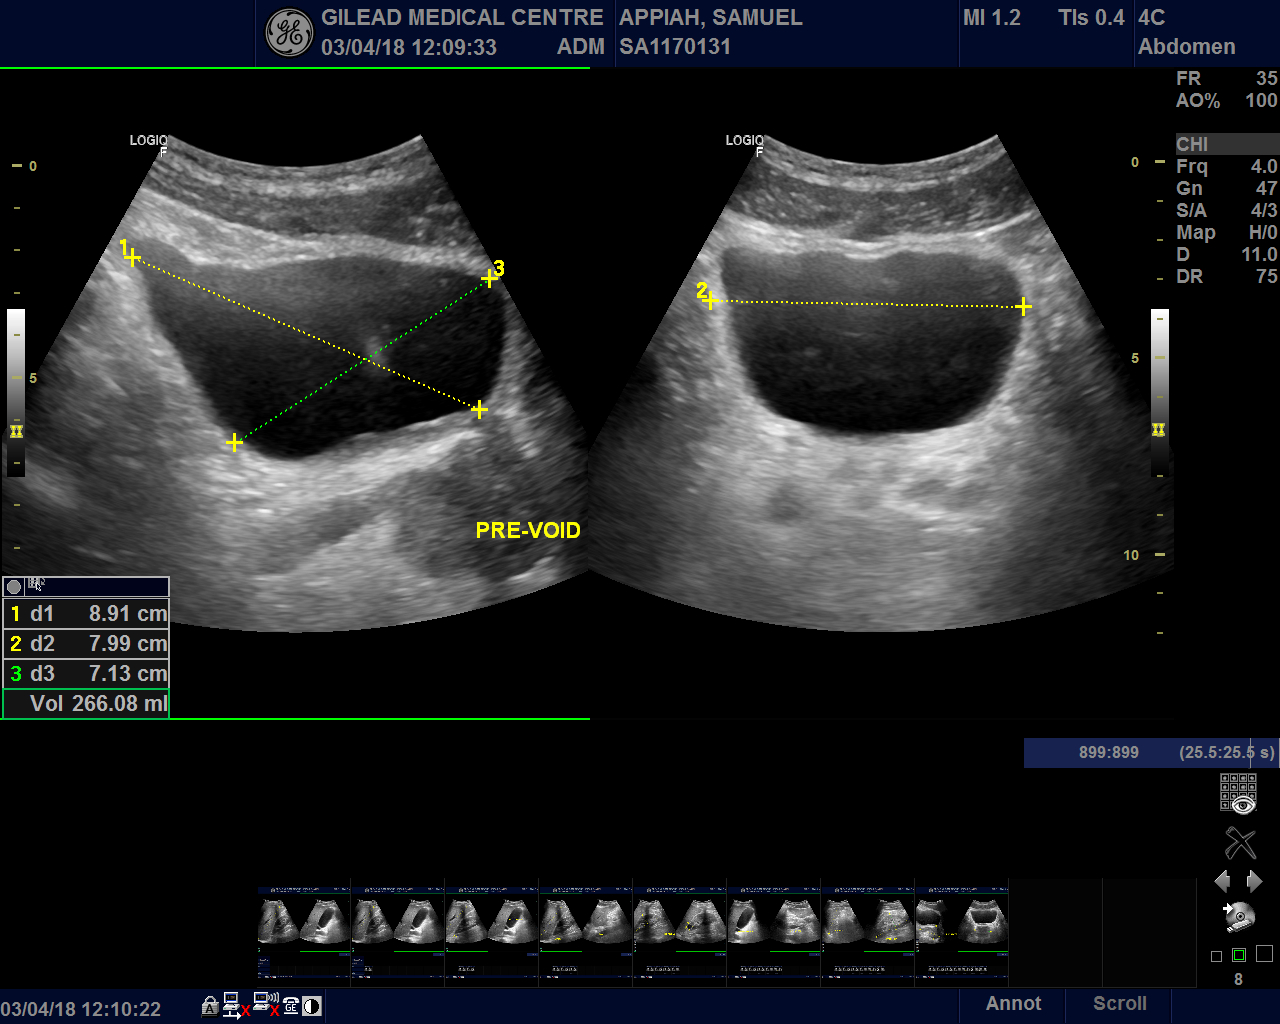 GILEAD MEDICAL CENTRE
03/04/18 12:09:33 ADM
APPIAH, SAMUEL
SA1170131
MI 1.2 TIs 0.4
4C
Abdomen
FR 35
AO% 100
CHI
Frq 4.0
Gn 47
S/A 4/3
Map H/0
D 11.0
DR 75
LOGIQ
F
LOGIQ
F
0
5
0
5
10
1
3
2
PRE-VOID
1 d1 8.91 cm
2 d2 7.99 cm
3 d3 7.13 cm
Vol 266.08 ml
899:899 (25.5:25.5 s)
8
03/04/18 12:10:22
Annot
Scroll